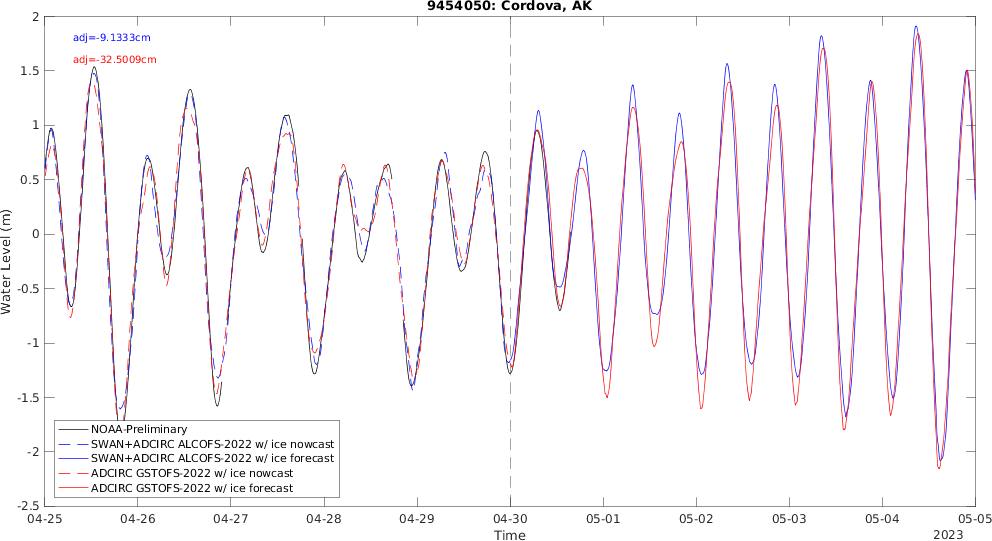 9454050: Cordova, AK
adj=-9.1333cm
adj=-32.5009cm
2
1.5
1
0.5
0
-0.5
-1
-1.5
-2
-2.5
Water Level (m)
NOAA-Preliminary
SWAN+ADCIRC ALCOFS-2022 w/ ice nowcast
SWAN+ADCIRC ALCOFS-2022 w/ ice forecast
ADCIRC GSTOFS-2022 w/ ice nowcast
ADCIRC GSTOFS-2022 w/ ice forecast
04-25 04-26 04-27 04-28 04-29 04-30 05-01 05-02 05-03 05-04 05-05
Time
2023